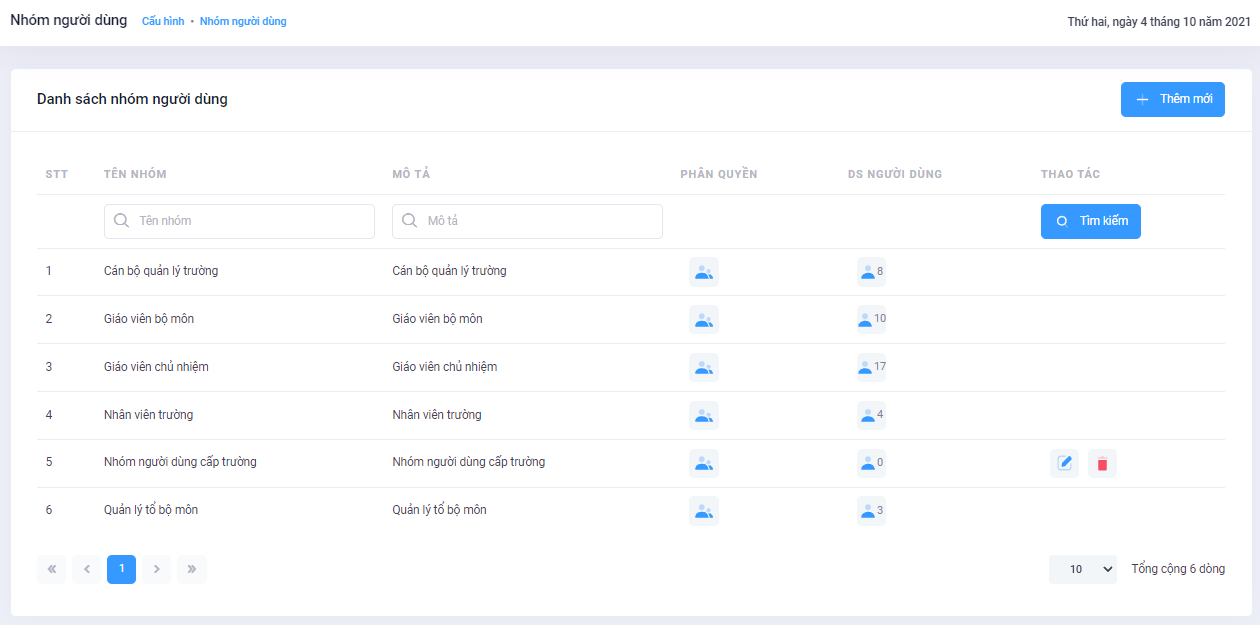 Nhóm người dùng Cấu hình • Nhóm người dùng Thứ hai, ngày 4 tháng 10 năm 2021
Danh sách nhóm người dùng Thêm mới
STT TÊN NHÓM MÔ TẢ PHÂN QUYỀN DS NGƯỜI DÙNG THAO TÁC
Tên nhóm Mô tả Tìm kiếm
1 Cán bộ quản lý trường Cán bộ quản lý trường 8
2 Giáo viên bộ môn Giáo viên bộ môn 10
3 Giáo viên chủ nhiệm Giáo viên chủ nhiệm 17
4 Nhân viên trường Nhân viên trường 4
5 Nhóm người dùng cấp trường Nhóm người dùng cấp trường 0
6 Quản lý tổ bộ môn Quản lý tổ bộ môn 3
1 10 Tổng cộng 6 dòng